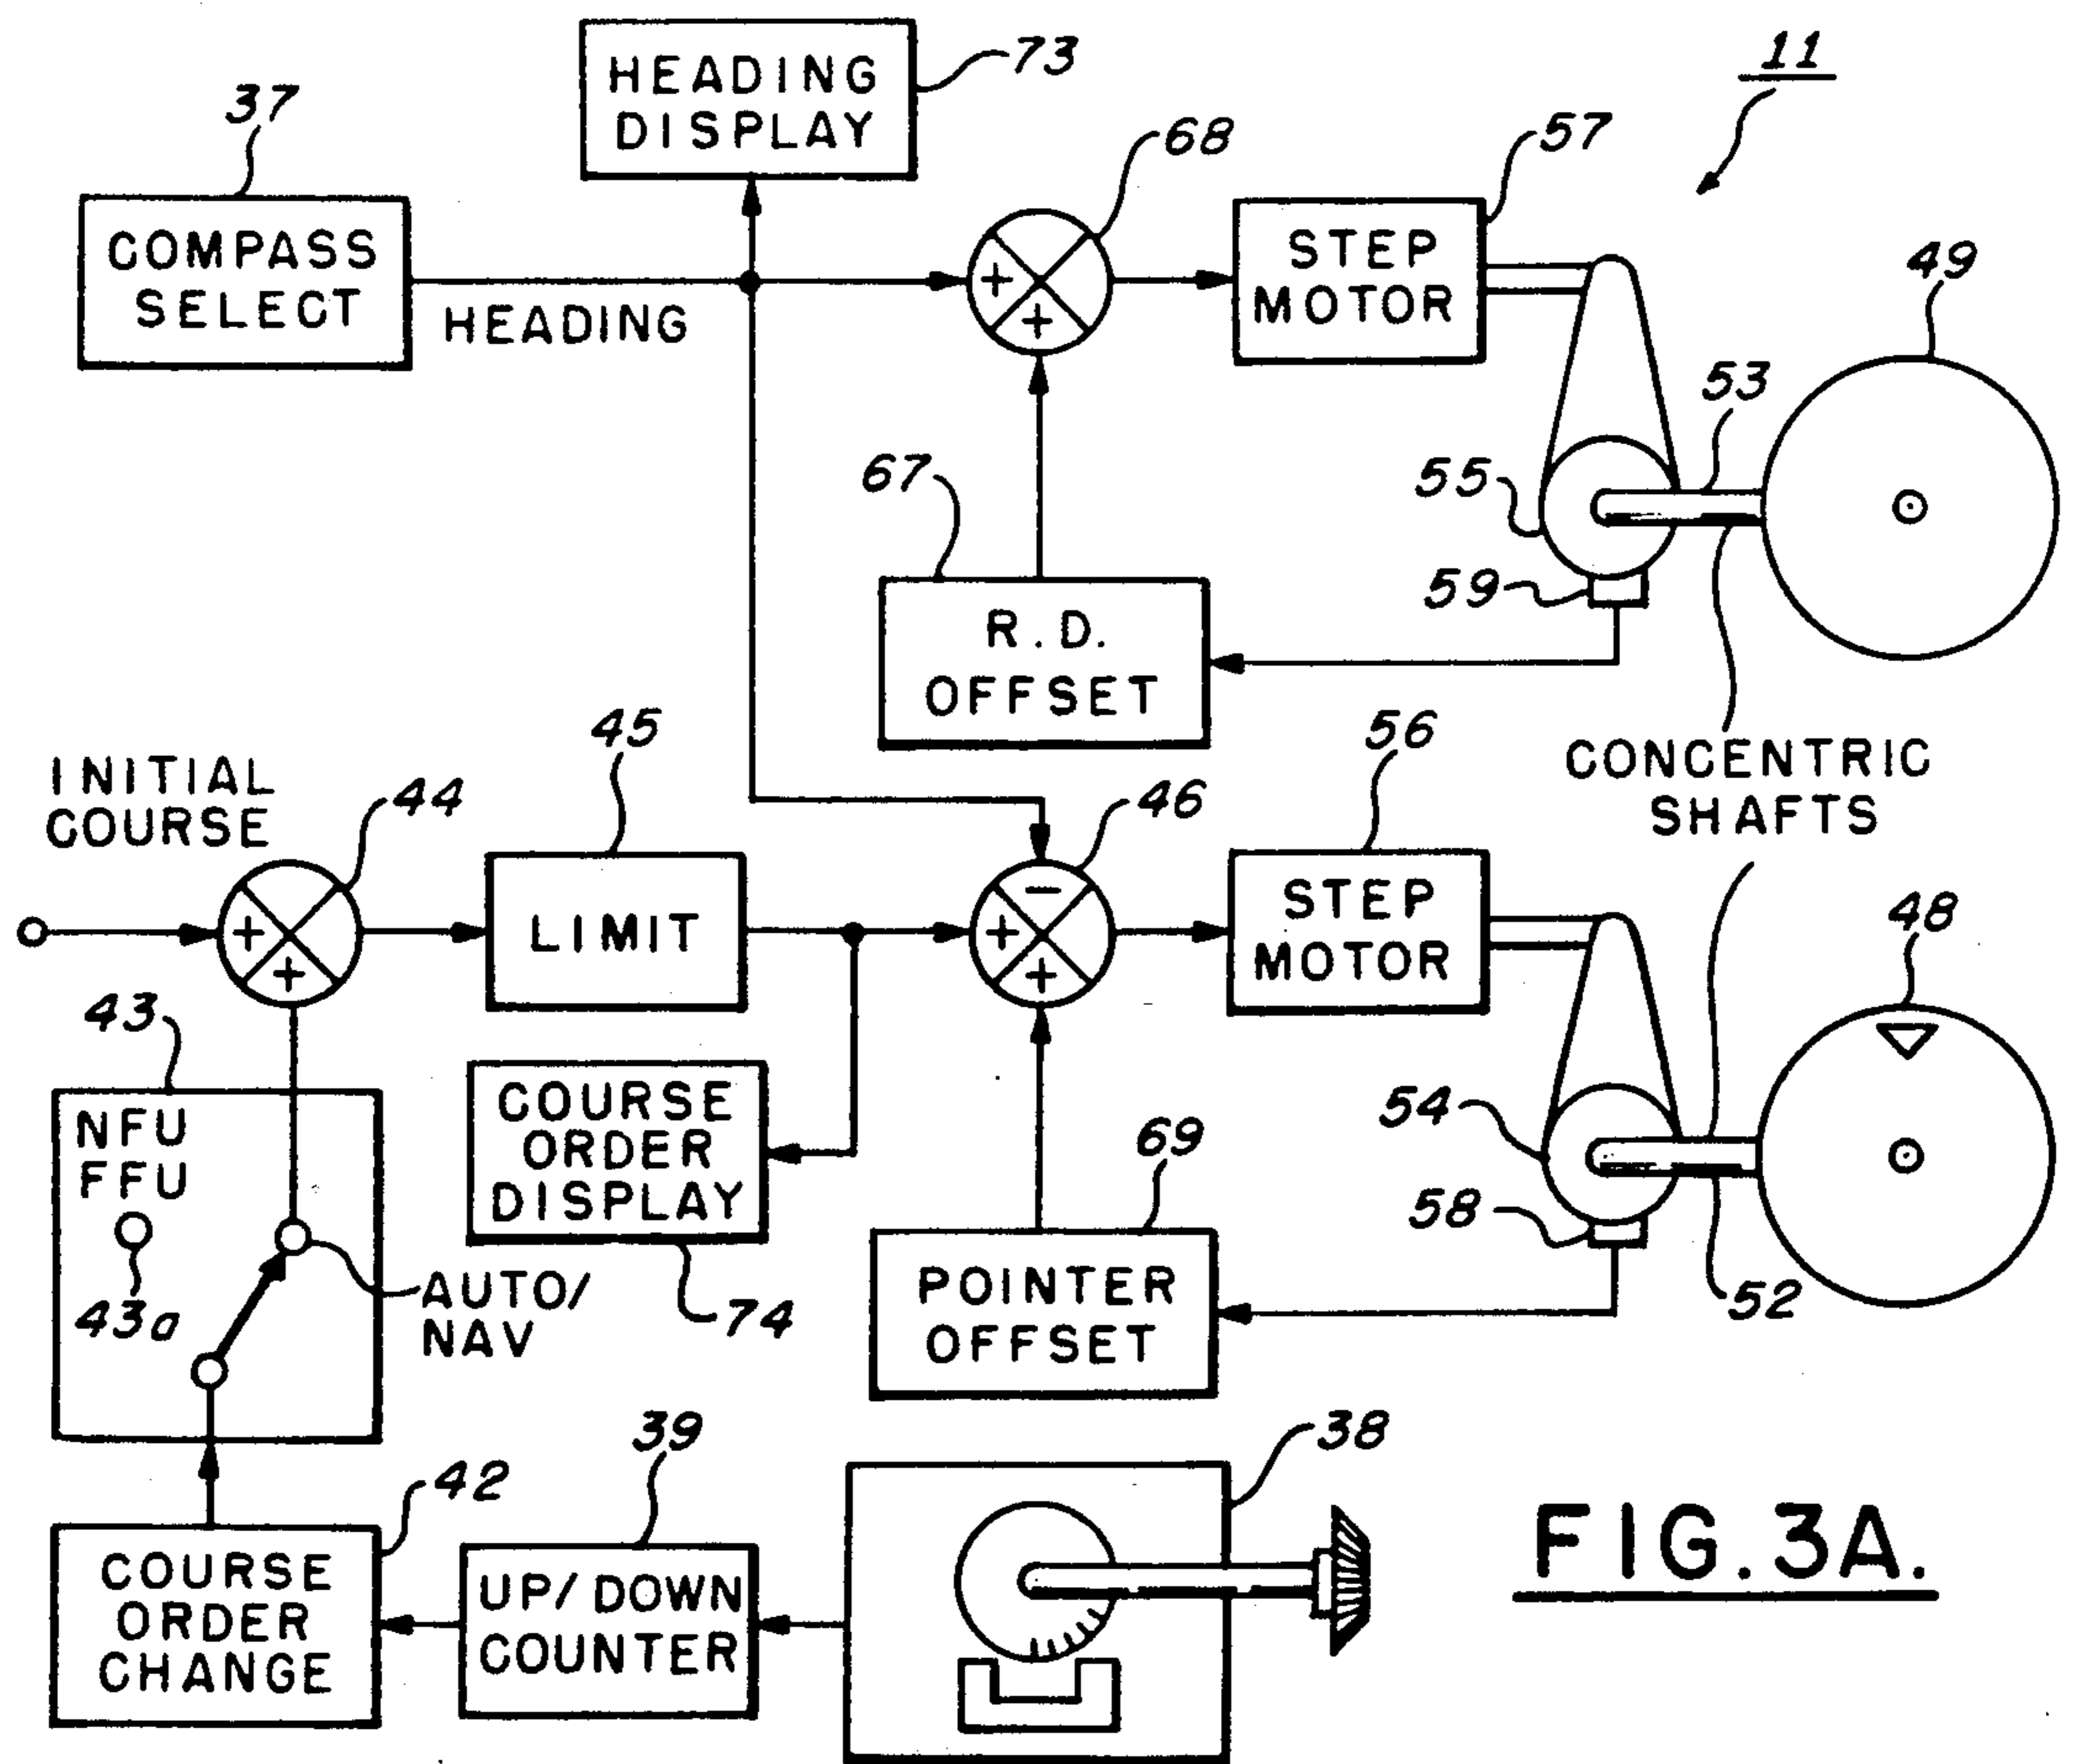 HEADING
DISPLAY
73
11
37
68
57
COMPASS
SELECT
HEADING
+
+
STEP
MOTOR
49
53
67
55
59
R.D.
OFFSET
CONCENTRIC
SHAFTS
INITIAL
COURSE
44
45
46
56
+
+
LIMIT
−
+
+
STEP
MOTOR
48
43
NFU
FFU
43a
AUTO/
NAV
COURSE
ORDER
DISPLAY
74
69
POINTER
OFFSET
54
58
52
42
39
38
COURSE
ORDER
CHANGE
UP/DOWN
COUNTER
FIG.3A.